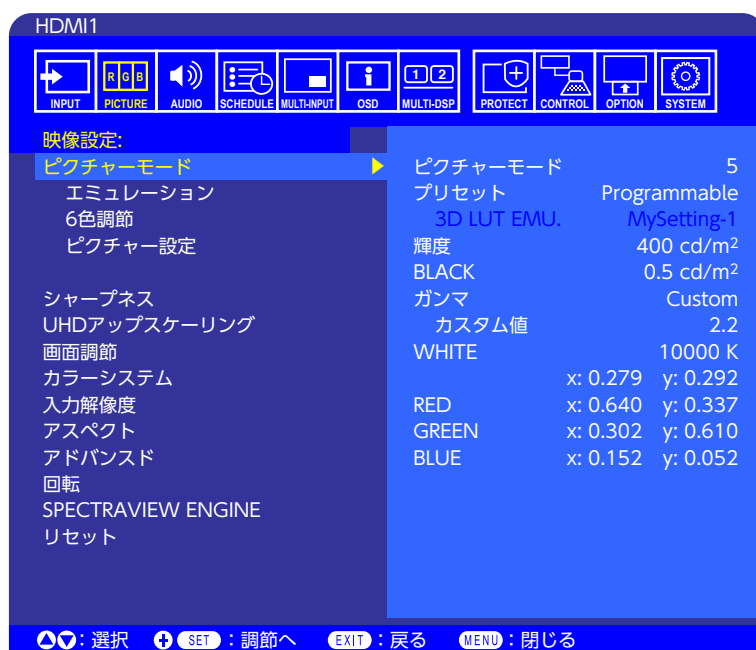 HDMI1
INPUT
R G B
PICTURE
AUDIO
SCHEDULE
MULTI-INPUT
OSD
1 2
MULTI-DSP
PROTECT
CONTROL
OPTION
SYSTEM
映像設定:
ピクチャーモード
エミュレーション
6色調節
ピクチャー設定
シャープネス
UHDアップスケーリング
画面調節
カラーシステム
入力解像度
アスペクト
アドバンスド
回転
SPECTRAVIEW ENGINE
リセット
ピクチャーモード 5
プリセット Programmable
3D LUT EMU. MySetting-1
輝度 400 cd/m²
BLACK 0.5 cd/m²
ガンマ Custom
カスタム値 2.2
WHITE 10000 K
x: 0.279 y: 0.292
RED x: 0.640 y: 0.337
GREEN x: 0.302 y: 0.610
BLUE x: 0.152 y: 0.052
：選択 SET：調節へ EXIT：戻る MENU：閉じる